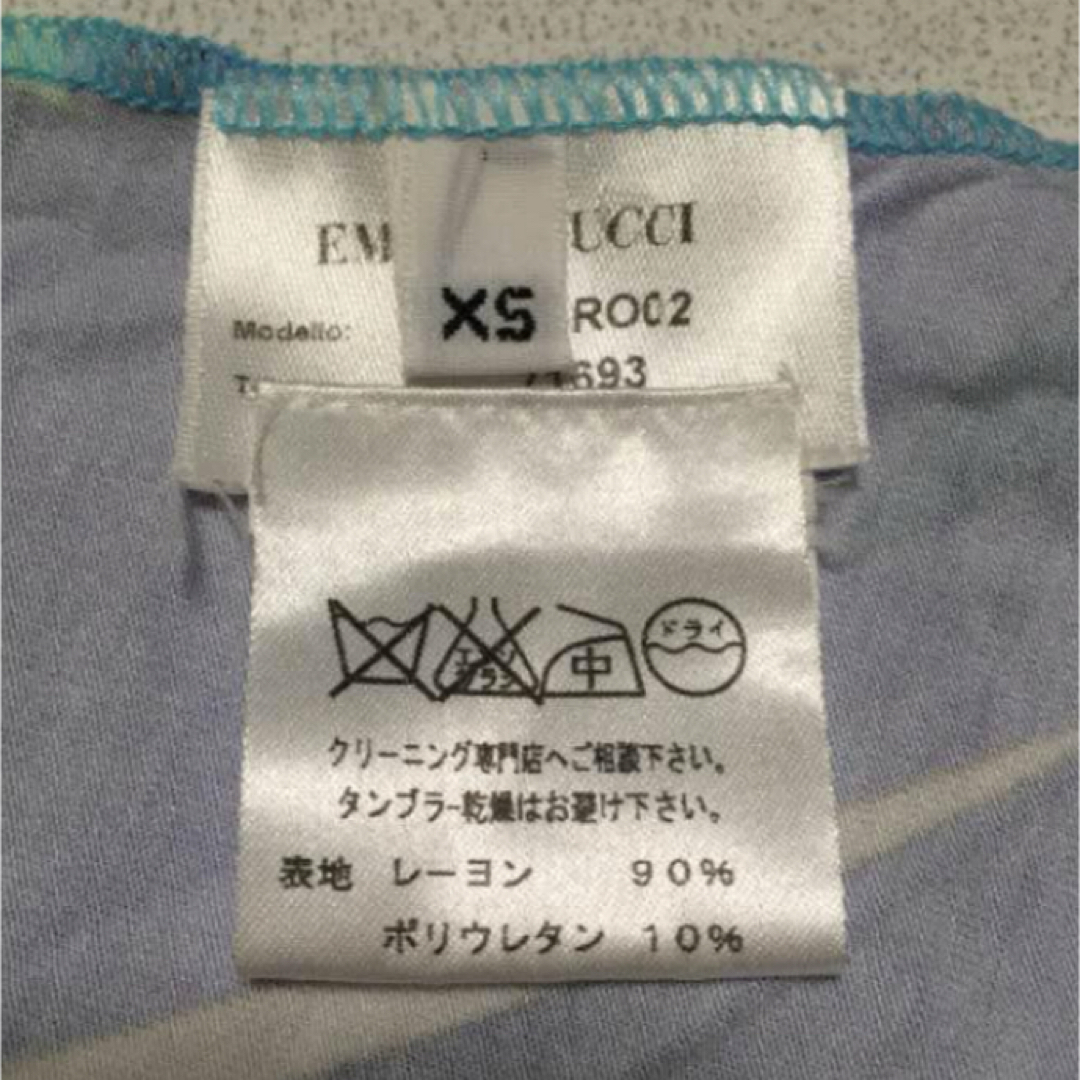 EM UCCI
XS
Modello: RO02
71693
エンソ
サラシ
中
ドライ
クリーニング専門店へご相談下さい。
タンブラー乾燥はお避け下さい。
表地 レーヨン 90%
ポリウレタン 10%